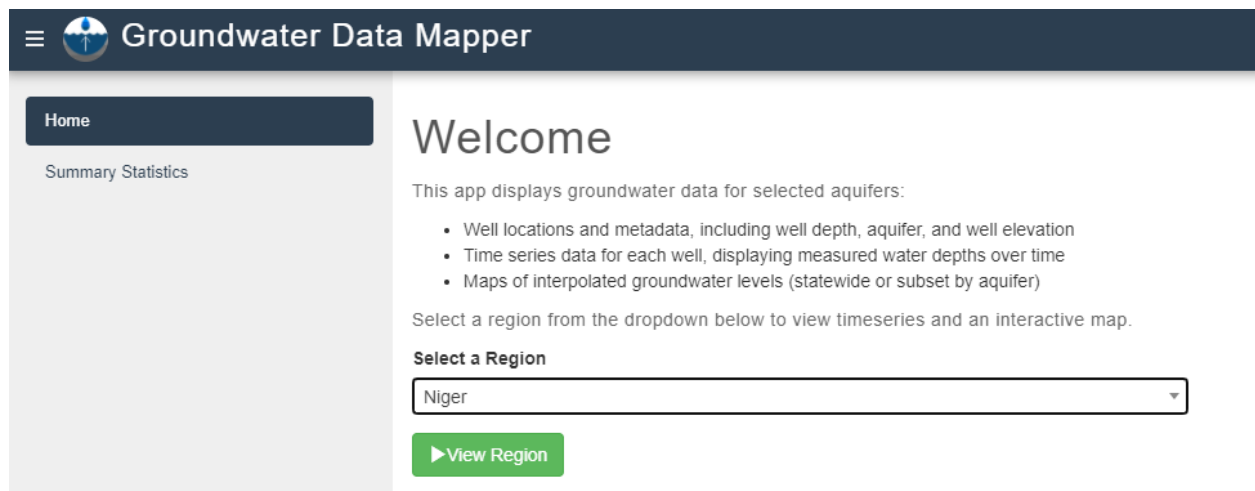 Groundwater Data Mapper
Home
Summary Statistics
Welcome
This app displays groundwater data for selected aquifers:
• Well locations and metadata, including well depth, aquifer, and well elevation
• Time series data for each well, displaying measured water depths over time
• Maps of interpolated groundwater levels (statewide or subset by aquifer)
Select a region from the dropdown below to view timeseries and an interactive map.
Select a Region
Niger
View Region